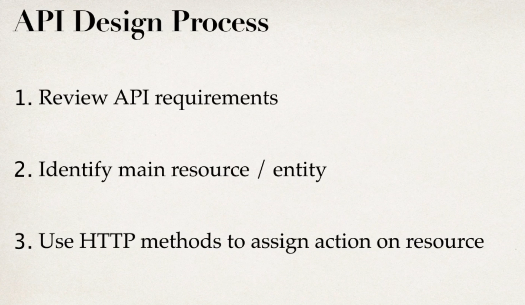 API Design Process
1. Review API requirements
2. Identify main resource / entity
3. Use HTTP methods to assign action on resource